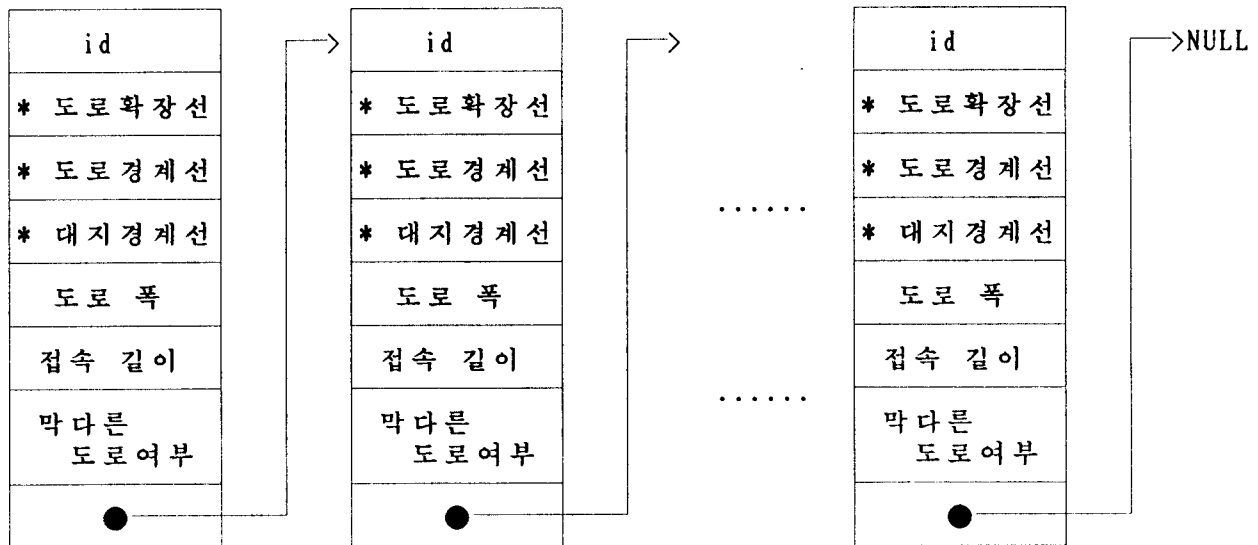 id
* 도로확장선
* 도로경계선
* 대지경계선
도로 폭
접속 길이
막다른
도로여부
id
* 도로확장선
* 도로경계선
* 대지경계선
도로 폭
접속 길이
막다른
도로여부
......
......
id
* 도로확장선
* 도로경계선
* 대지경계선
도로 폭
접속 길이
막다른
도로여부
NULL